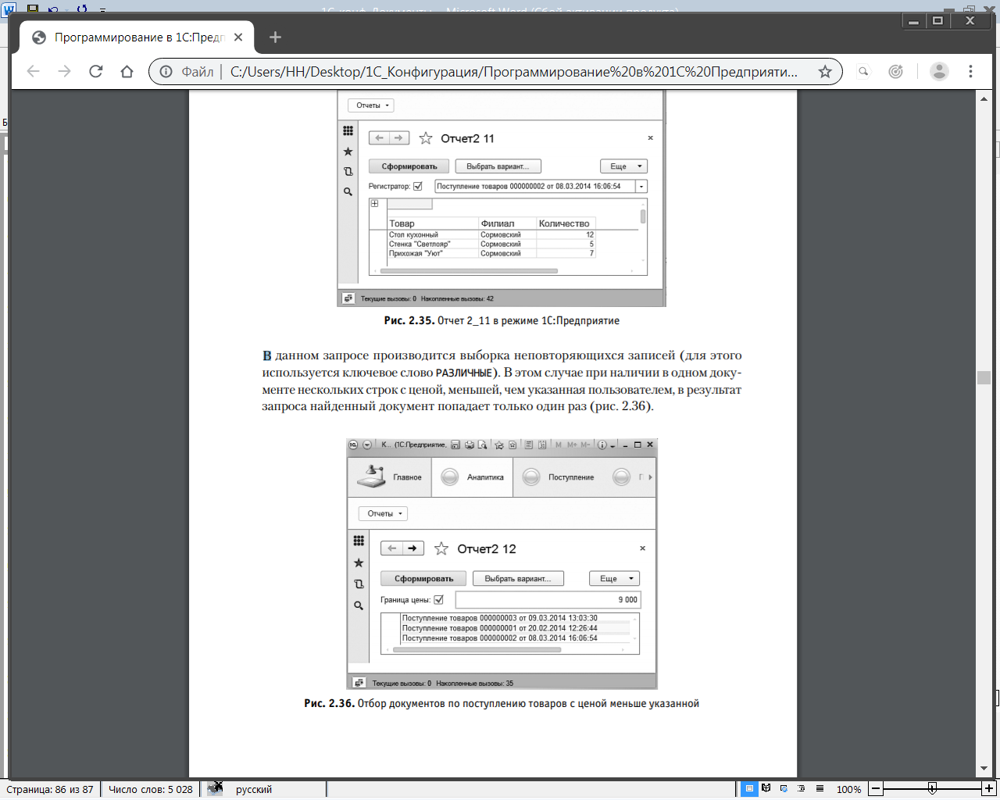 1С_конф_Документы - Microsoft Word (Сбой активации продукта)
Программирование в 1С:Предп
Файл C:/Users/HH/Desktop/1С_Конфигурация/Программирование%20в%201С%20Предприяти...
Отчеты
Отчет2 11
Сформировать Выбрать вариант... Еще
Регистратор: Поступление товаров 000000002 от 08.03.2014 16:06:54
Товар Филиал Количество
Стол кухонный Сормовский 12
Стенка "Светлояр" Сормовский 5
Прихожая "Уют" Сормовский 7
Текущие вызовы: 0 Накопленные вызовы: 42
Рис. 2.35. Отчет 2_11 в режиме 1С:Предприятие
В данном запросе производится выборка неповторяющихся записей (для этого
используется ключевое слово РАЗЛИЧНЫЕ). В этом случае при наличии в одном доку-
менте нескольких строк с ценой, меньшей, чем указанная пользователем, в результат
запроса найденный документ попадает только один раз (рис. 2.36).
К... (1С:Предприятие, M M+ M-
Главное Аналитика Поступление П
Отчеты
Отчет2 12
Сформировать Выбрать вариант... Еще
Граница цены: 9 000
Поступление товаров 000000003 от 09.03.2014 13:03:30
Поступление товаров 000000001 от 20.02.2014 12:26:44
Поступление товаров 000000002 от 08.03.2014 16:06:54
Текущие вызовы: 0 Накопленные вызовы: 35
Рис. 2.36. Отбор документов по поступлению товаров с ценой меньше указанной
Страница: 86 из 87 Число слов: 5 028 русский 100%